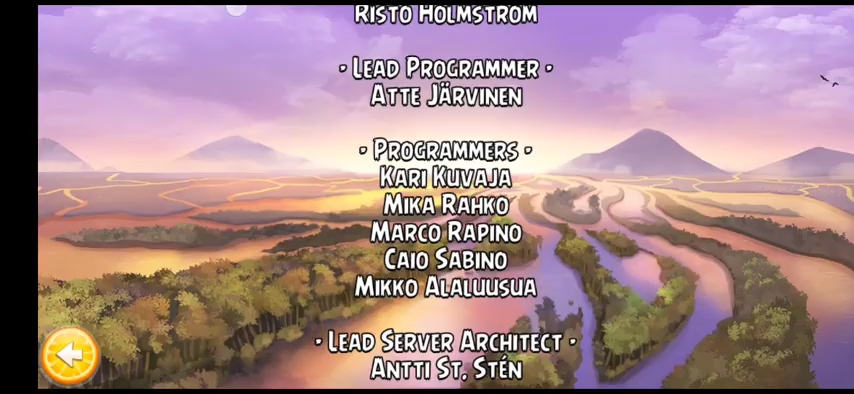 Risto Holmström
· Lead Programmer ·
Atte Järvinen
· Programmers ·
Kari Kuvaja
Mika Rahko
Marco Rapino
Caio Sabino
Mikko Alaluusua
· Lead Server Architect ·
Antti St. Stén